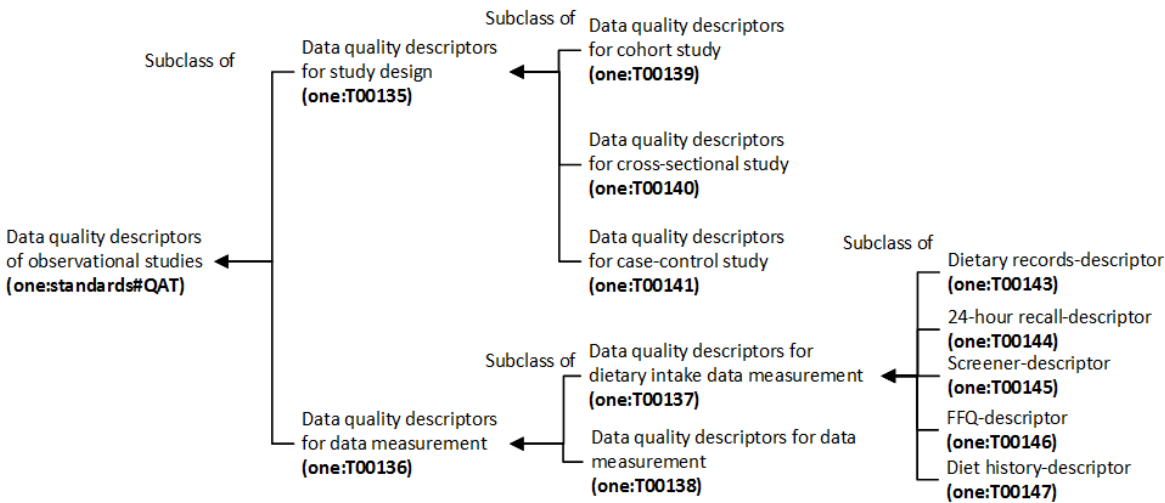 Subclass of
Data quality descriptors
of observational studies
(one:standards#QAT)
Data quality descriptors
for study design
(one:T00135)
Subclass of
Data quality descriptors
for cohort study
(one:T00139)
Data quality descriptors
for cross-sectional study
(one:T00140)
Data quality descriptors
for case-control study
(one:T00141)
Data quality descriptors
for data measurement
(one:T00136)
Subclass of
Data quality descriptors for
dietary intake data measurement
(one:T00137)
Data quality descriptors for data
measurement
(one:T00138)
Subclass of
Dietary records-descriptor
(one:T00143)
24-hour recall-descriptor
(one:T00144)
Screener-descriptor
(one:T00145)
FFQ-descriptor
(one:T00146)
Diet history-descriptor
(one:T00147)